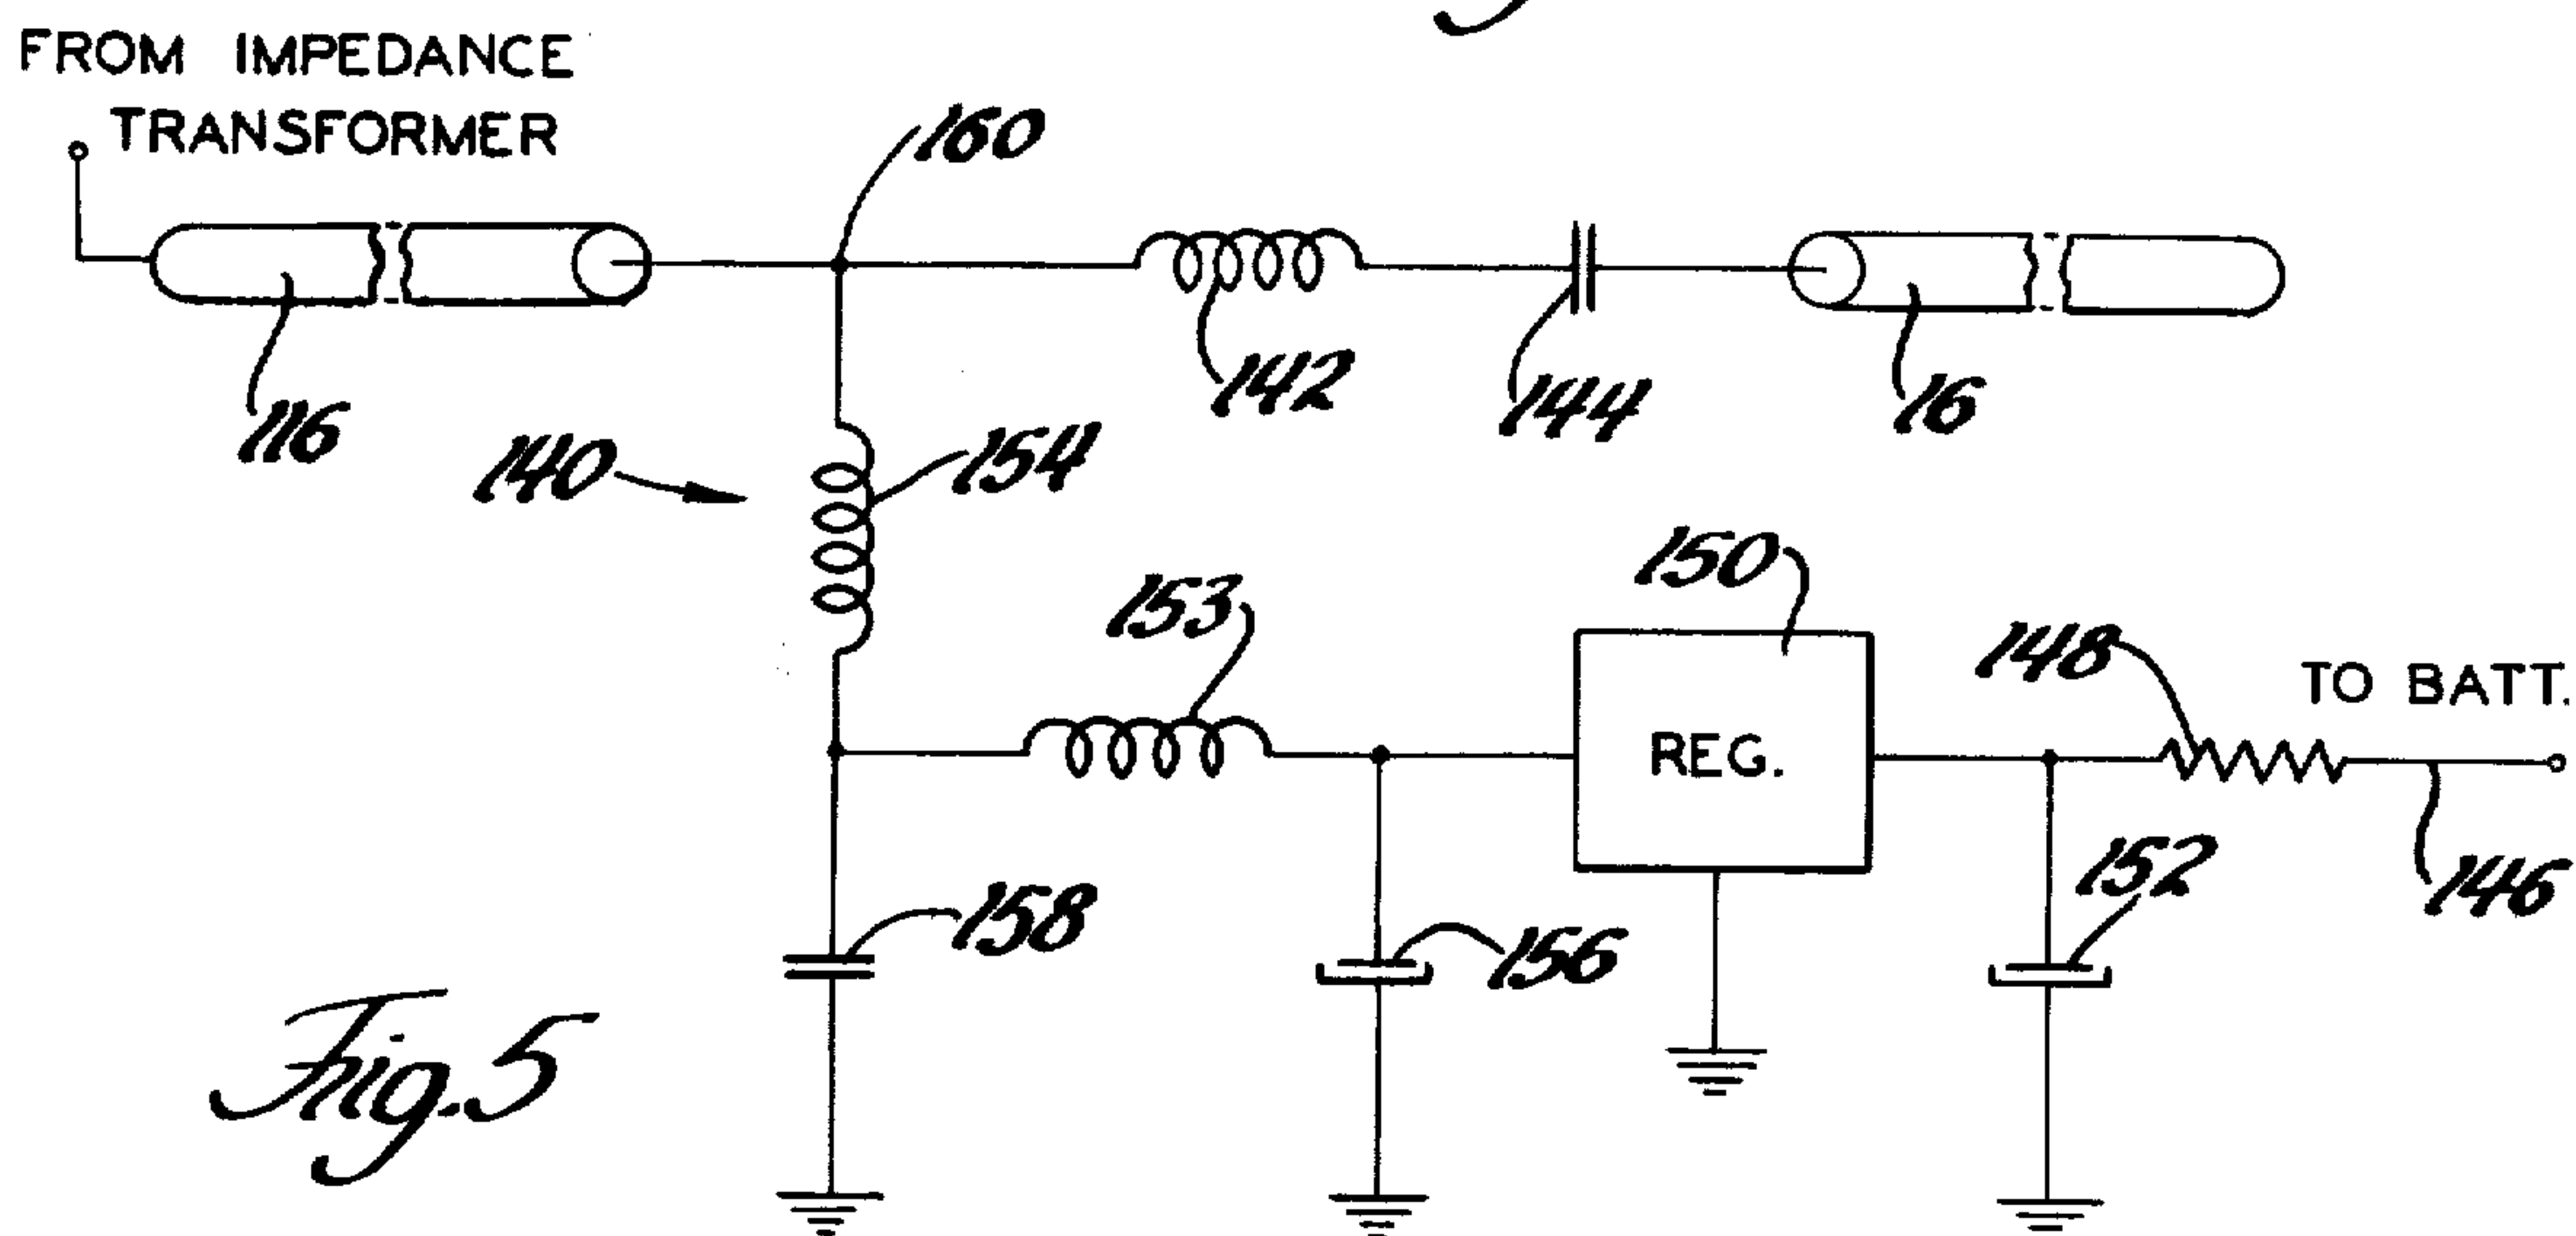 FROM IMPEDANCE
TRANSFORMER
160
142
144
16
116
140
154
150
153
148
TO BATT.
REG.
152
146
158
156
Fig. 5